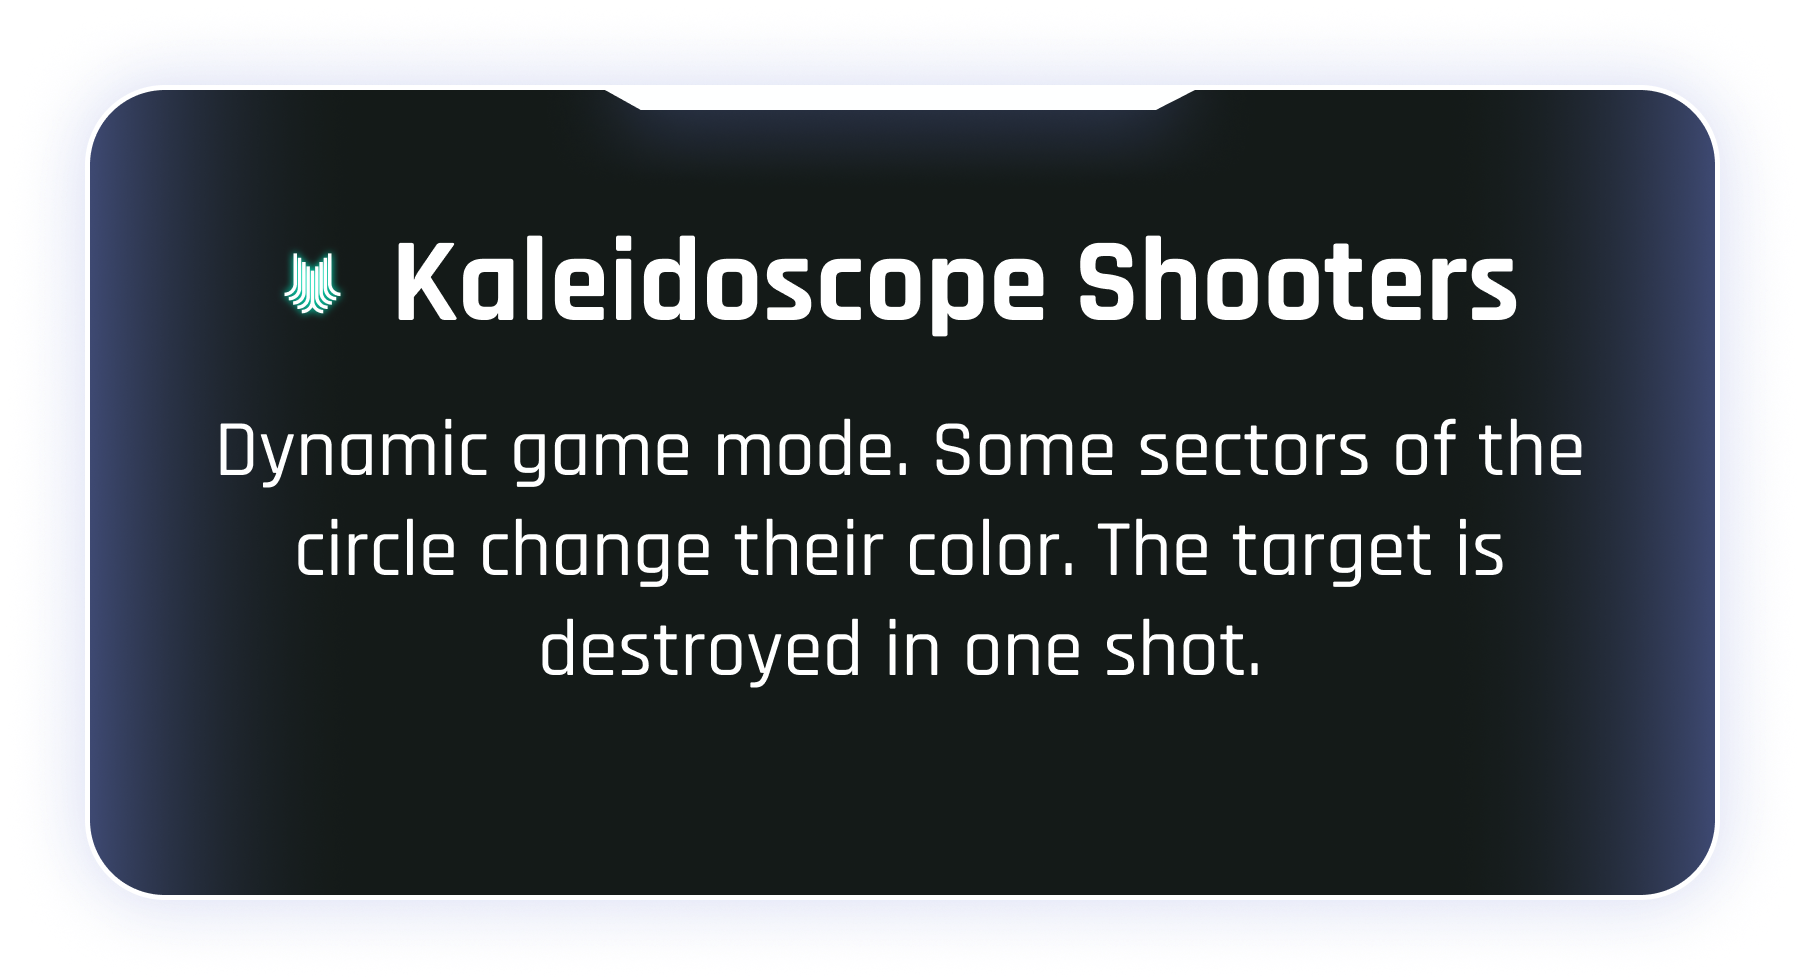 Kaleidoscope Shooters
Dynamic game mode. Some sectors of the
circle change their color. The target is
destroyed in one shot.